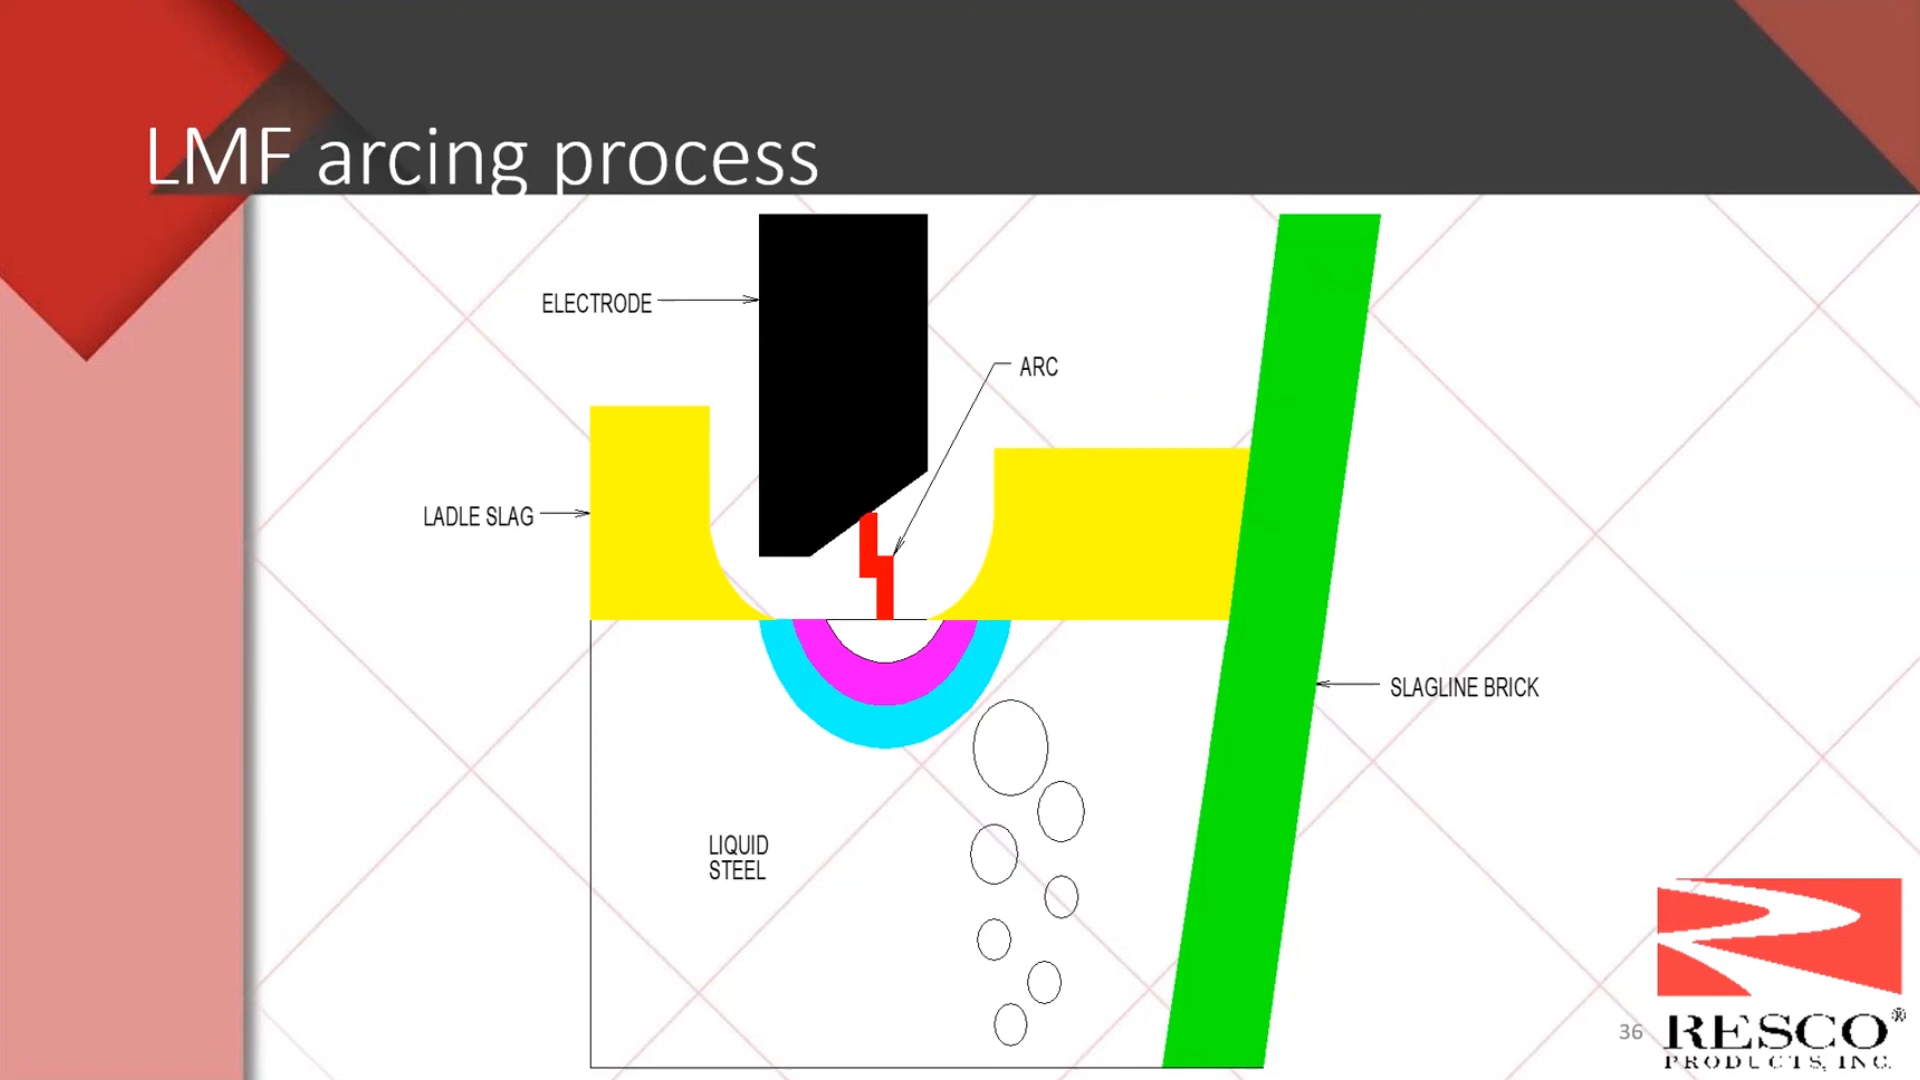 LMF arcing process
ELECTRODE
ARC
LADLE SLAG
SLAGLINE BRICK
LIQUID
STEEL
36
RESCO®
PRODUCTS, INC.